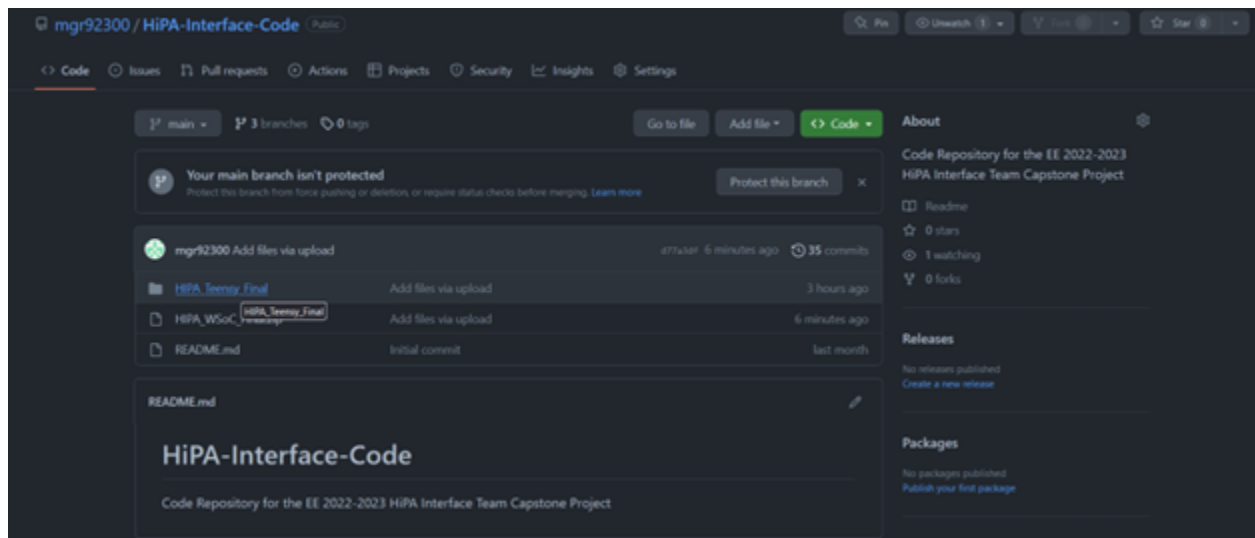 mgr92300 / HiPA-Interface-Code Public
Pin Unwatch 1 Star 0
Code Issues Pull requests Actions Projects Security Insights Settings
main 3 branches 0 tags Go to file Add file Code
Your main branch isn't protected
Protect this branch from force pushing or deletion, or require status checks before merging. Learn more
Protect this branch
mgr92300 Add files via upload 6 minutes ago 35 commits
HIPA_Teensy_Final Add files via upload 3 hours ago
HIPA_Teensy_Final
HIPA_WSoC_ Add files via upload 6 minutes ago
README.md Initial commit last month
README.md
HiPA-Interface-Code
Code Repository for the EE 2022-2023 HiPA Interface Team Capstone Project
About
Code Repository for the EE 2022-2023
HiPA Interface Team Capstone Project
Readme
0 stars
1 watching
0 forks
Releases
No releases published
Create a new release
Packages
No packages published
Publish your first package